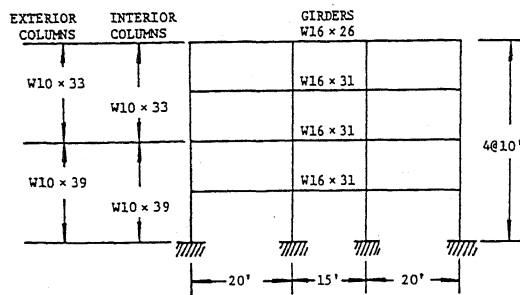 EXTERIOR COLUMNS
INTERIOR COLUMNS
GIRDERS
W16 × 26
W10 × 33
W10 × 33
W16 × 31
W16 × 31
4@10'
W10 × 39
W10 × 39
W16 × 31
20'
15'
20'